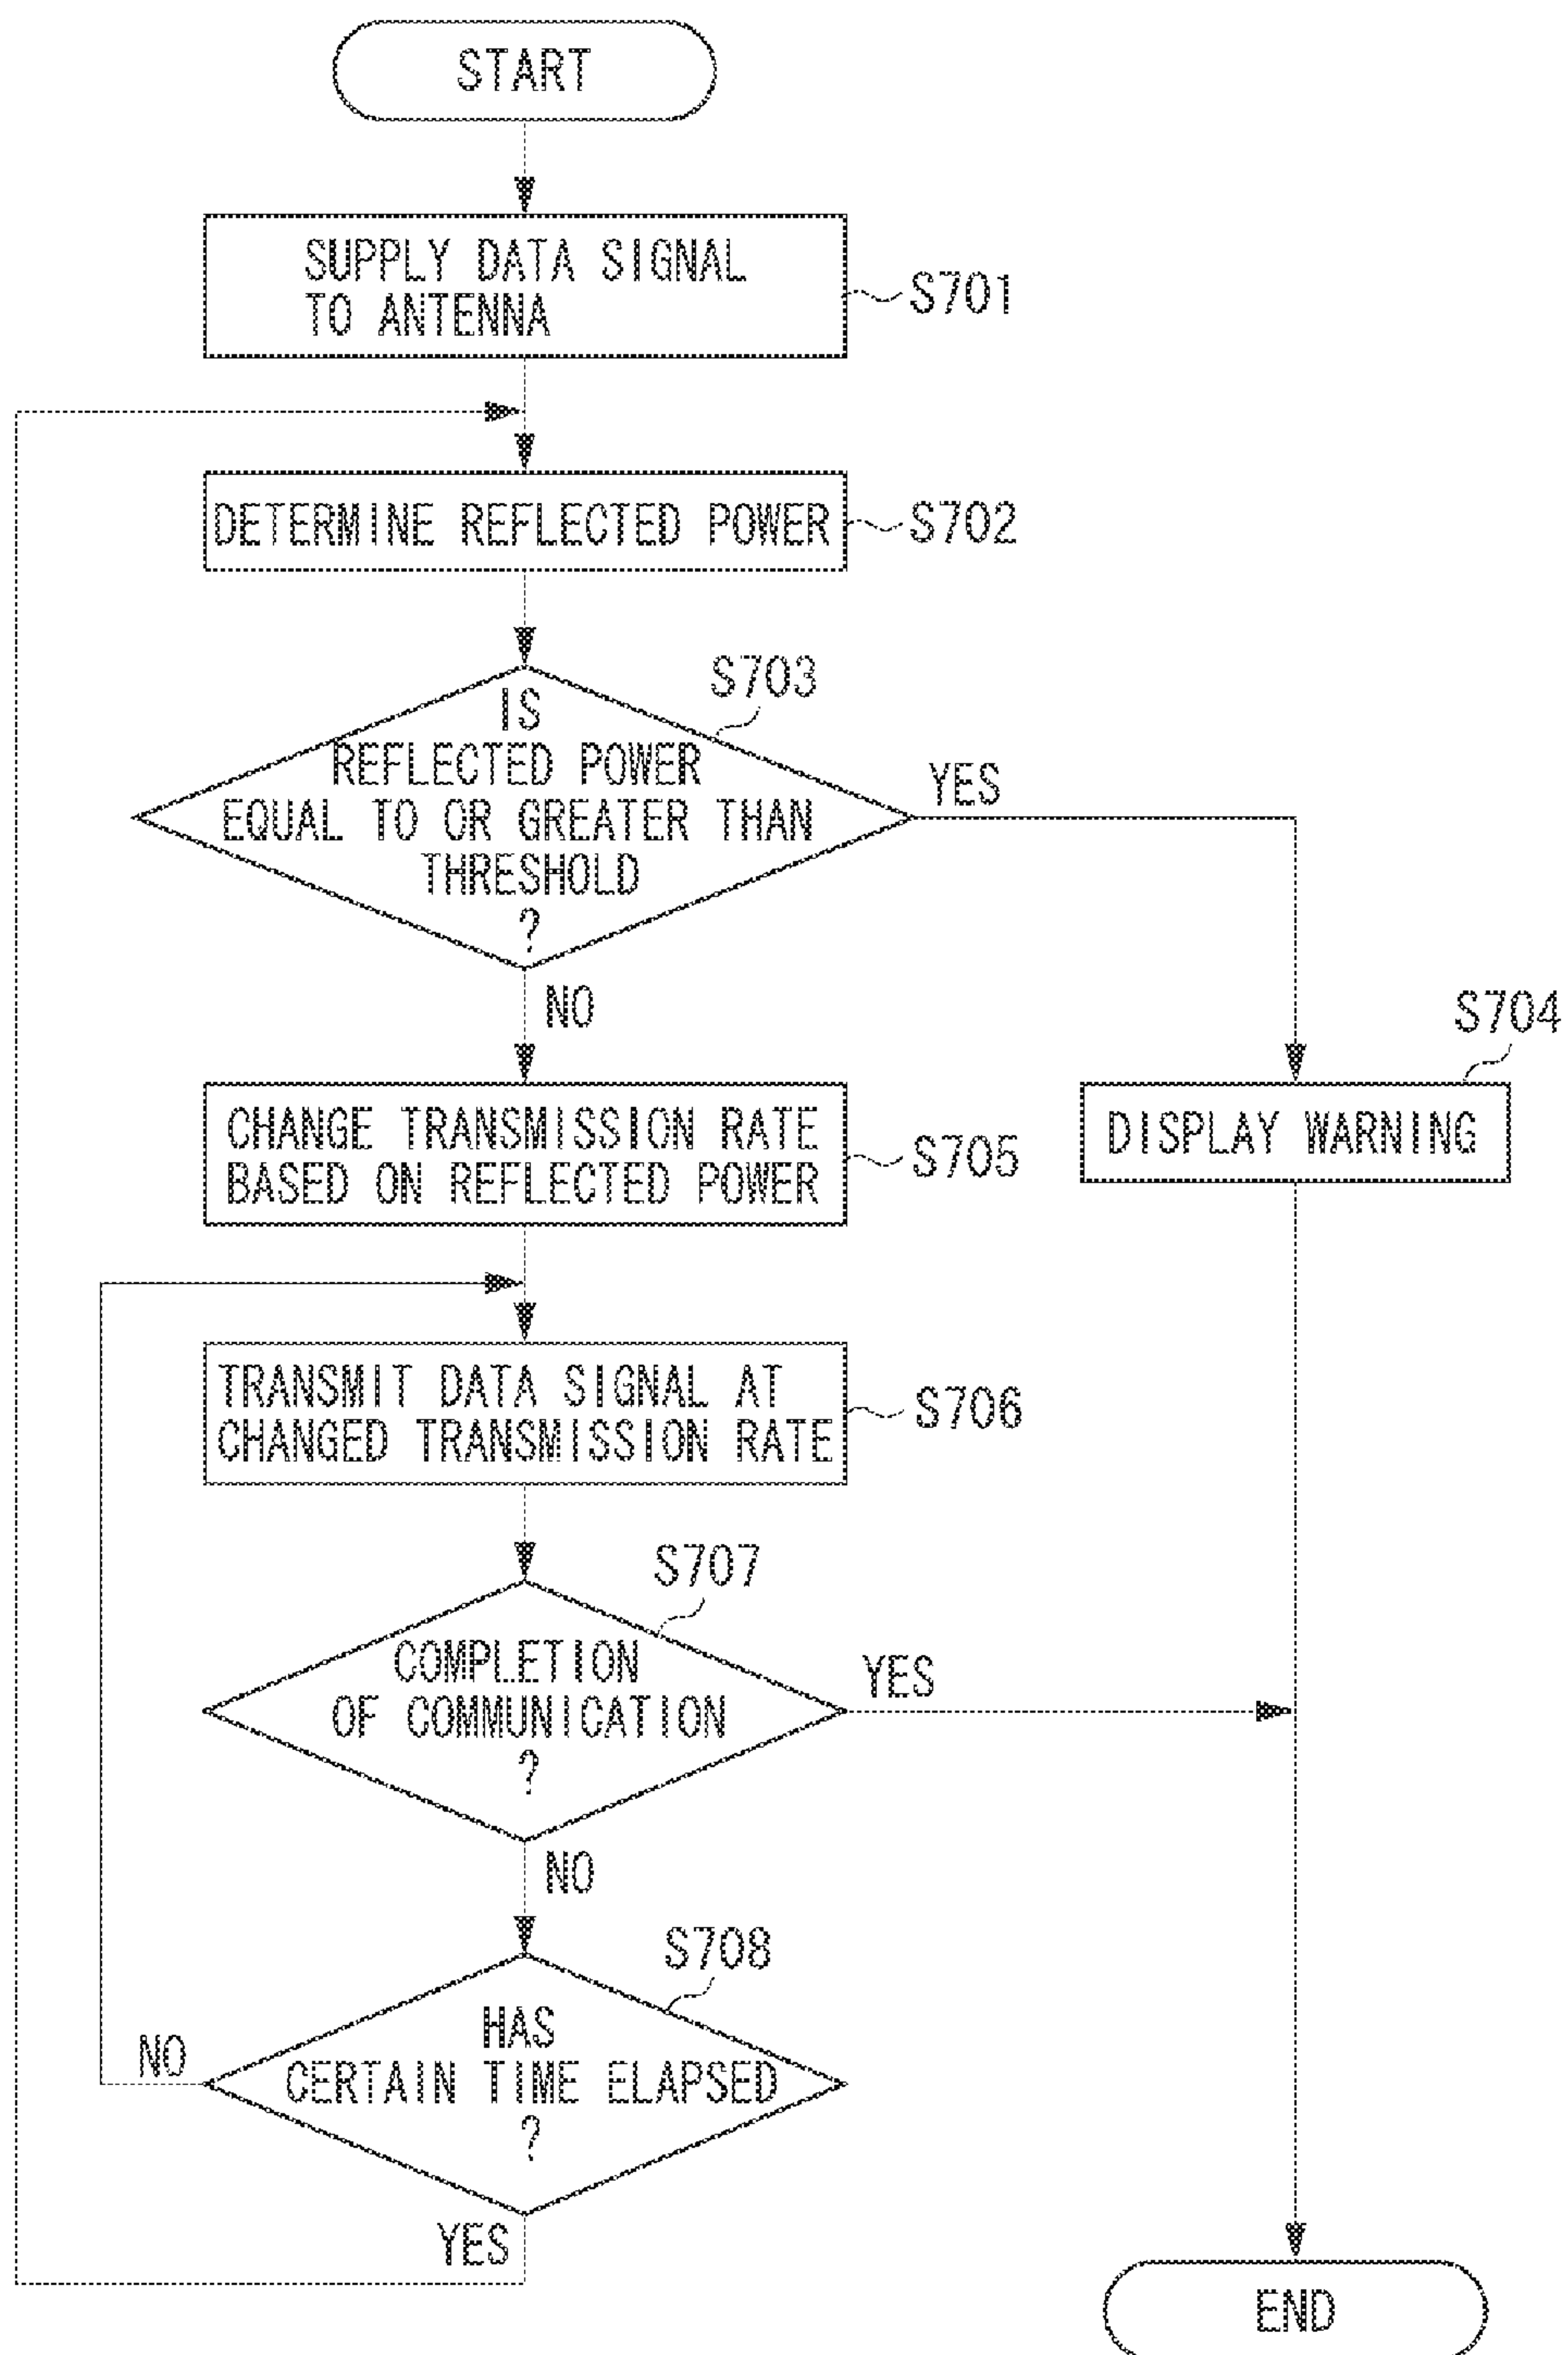 START
SUPPLY DATA SIGNAL
TO ANTENNA
S701
DETERMINE REFLECTED POWER
S702
S703
IS
REFLECTED POWER
EQUAL TO OR GREATER THAN
THRESHOLD
?
YES
NO
S704
DISPLAY WARNING
CHANGE TRANSMISSION RATE
BASED ON REFLECTED POWER
S705
TRANSMIT DATA SIGNAL AT
CHANGED TRANSMISSION RATE
S706
S707
COMPLETION
OF COMMUNICATION
?
YES
NO
S708
HAS
CERTAIN TIME ELAPSED
?
NO
YES
END